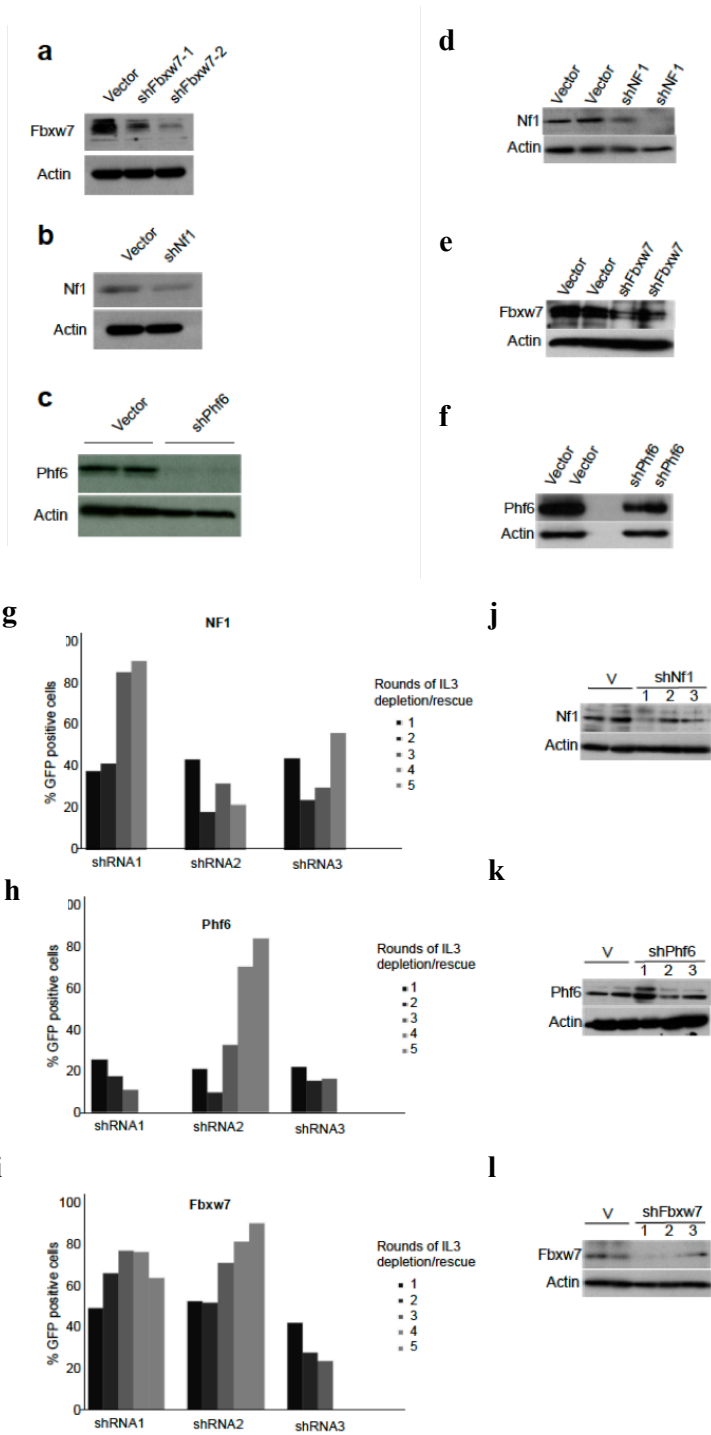 a
Vector
shFbxw7-1
shFbxw7-2
Fbxw7
Actin
b
Vector
shNf1
Nf1
Actin
c
Vector
shPhf6
Phf6
Actin
d
Vector
Vector
shNF1
shNF1
Nf1
Actin
e
Vector
Vector
shFbxw7
shFbxw7
Fbxw7
Actin
f
Vector
Vector
shPhf6
shPhf6
Phf6
Actin
g
NF1
% GFP positive cells
00
80
60
40
20
0
shRNA1
shRNA2
shRNA3
Rounds of IL3
depletion/rescue
1
2
3
4
5
j
V
shNf1
1 2 3
Nf1
Actin
h
Phf6
% GFP positive cells
00
80
60
40
20
0
shRNA1
shRNA2
shRNA3
Rounds of IL3
depletion/rescue
1
2
3
4
5
k
V
shPhf6
1 2 3
Phf6
Actin
i
Fbxw7
% GFP positive cells
100
80
60
40
20
0
shRNA1
shRNA2
shRNA3
Rounds of IL3
depletion/rescue
1
2
3
4
5
l
V
shFbxw7
1 2 3
Fbxw7
Actin